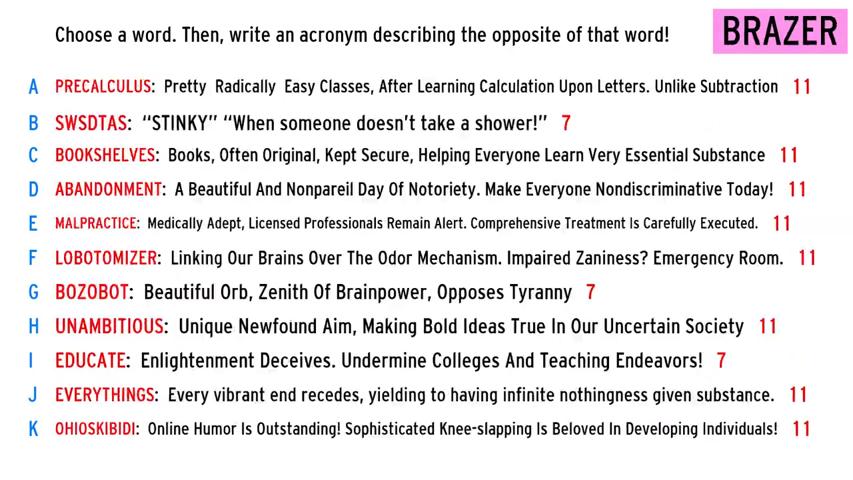 Choose a word. Then, write an acronym describing the opposite of that word!
BRAZER
A PRECALCULUS: Pretty Radically Easy Classes, After Learning Calculation Upon Letters. Unlike Subtraction 11
B SWSDTAS: “STINKY” “When someone doesn’t take a shower!” 7
C BOOKSHELVES: Books, Often Original, Kept Secure, Helping Everyone Learn Very Essential Substance 11
D ABANDONMENT: A Beautiful And Nonpareil Day Of Notoriety. Make Everyone Nondiscriminative Today! 11
E MALPRACTICE: Medically Adept, Licensed Professionals Remain Alert. Comprehensive Treatment Is Carefully Executed. 11
F LOBOTOMIZER: Linking Our Brains Over The Odor Mechanism. Impaired Zaniness? Emergency Room. 11
G BOZOBOT: Beautiful Orb, Zenith Of Brainpower, Opposes Tyranny 7
H UNAMBITIOUS: Unique Newfound Aim, Making Bold Ideas True In Our Uncertain Society 11
I EDUCATE: Enlightenment Deceives. Undermine Colleges And Teaching Endeavors! 7
J EVERYTHINGS: Every vibrant end recedes, yielding to having infinite nothingness given substance. 11
K OHIOSKIBIDI: Online Humor Is Outstanding! Sophisticated Knee-slapping Is Beloved In Developing Individuals! 11